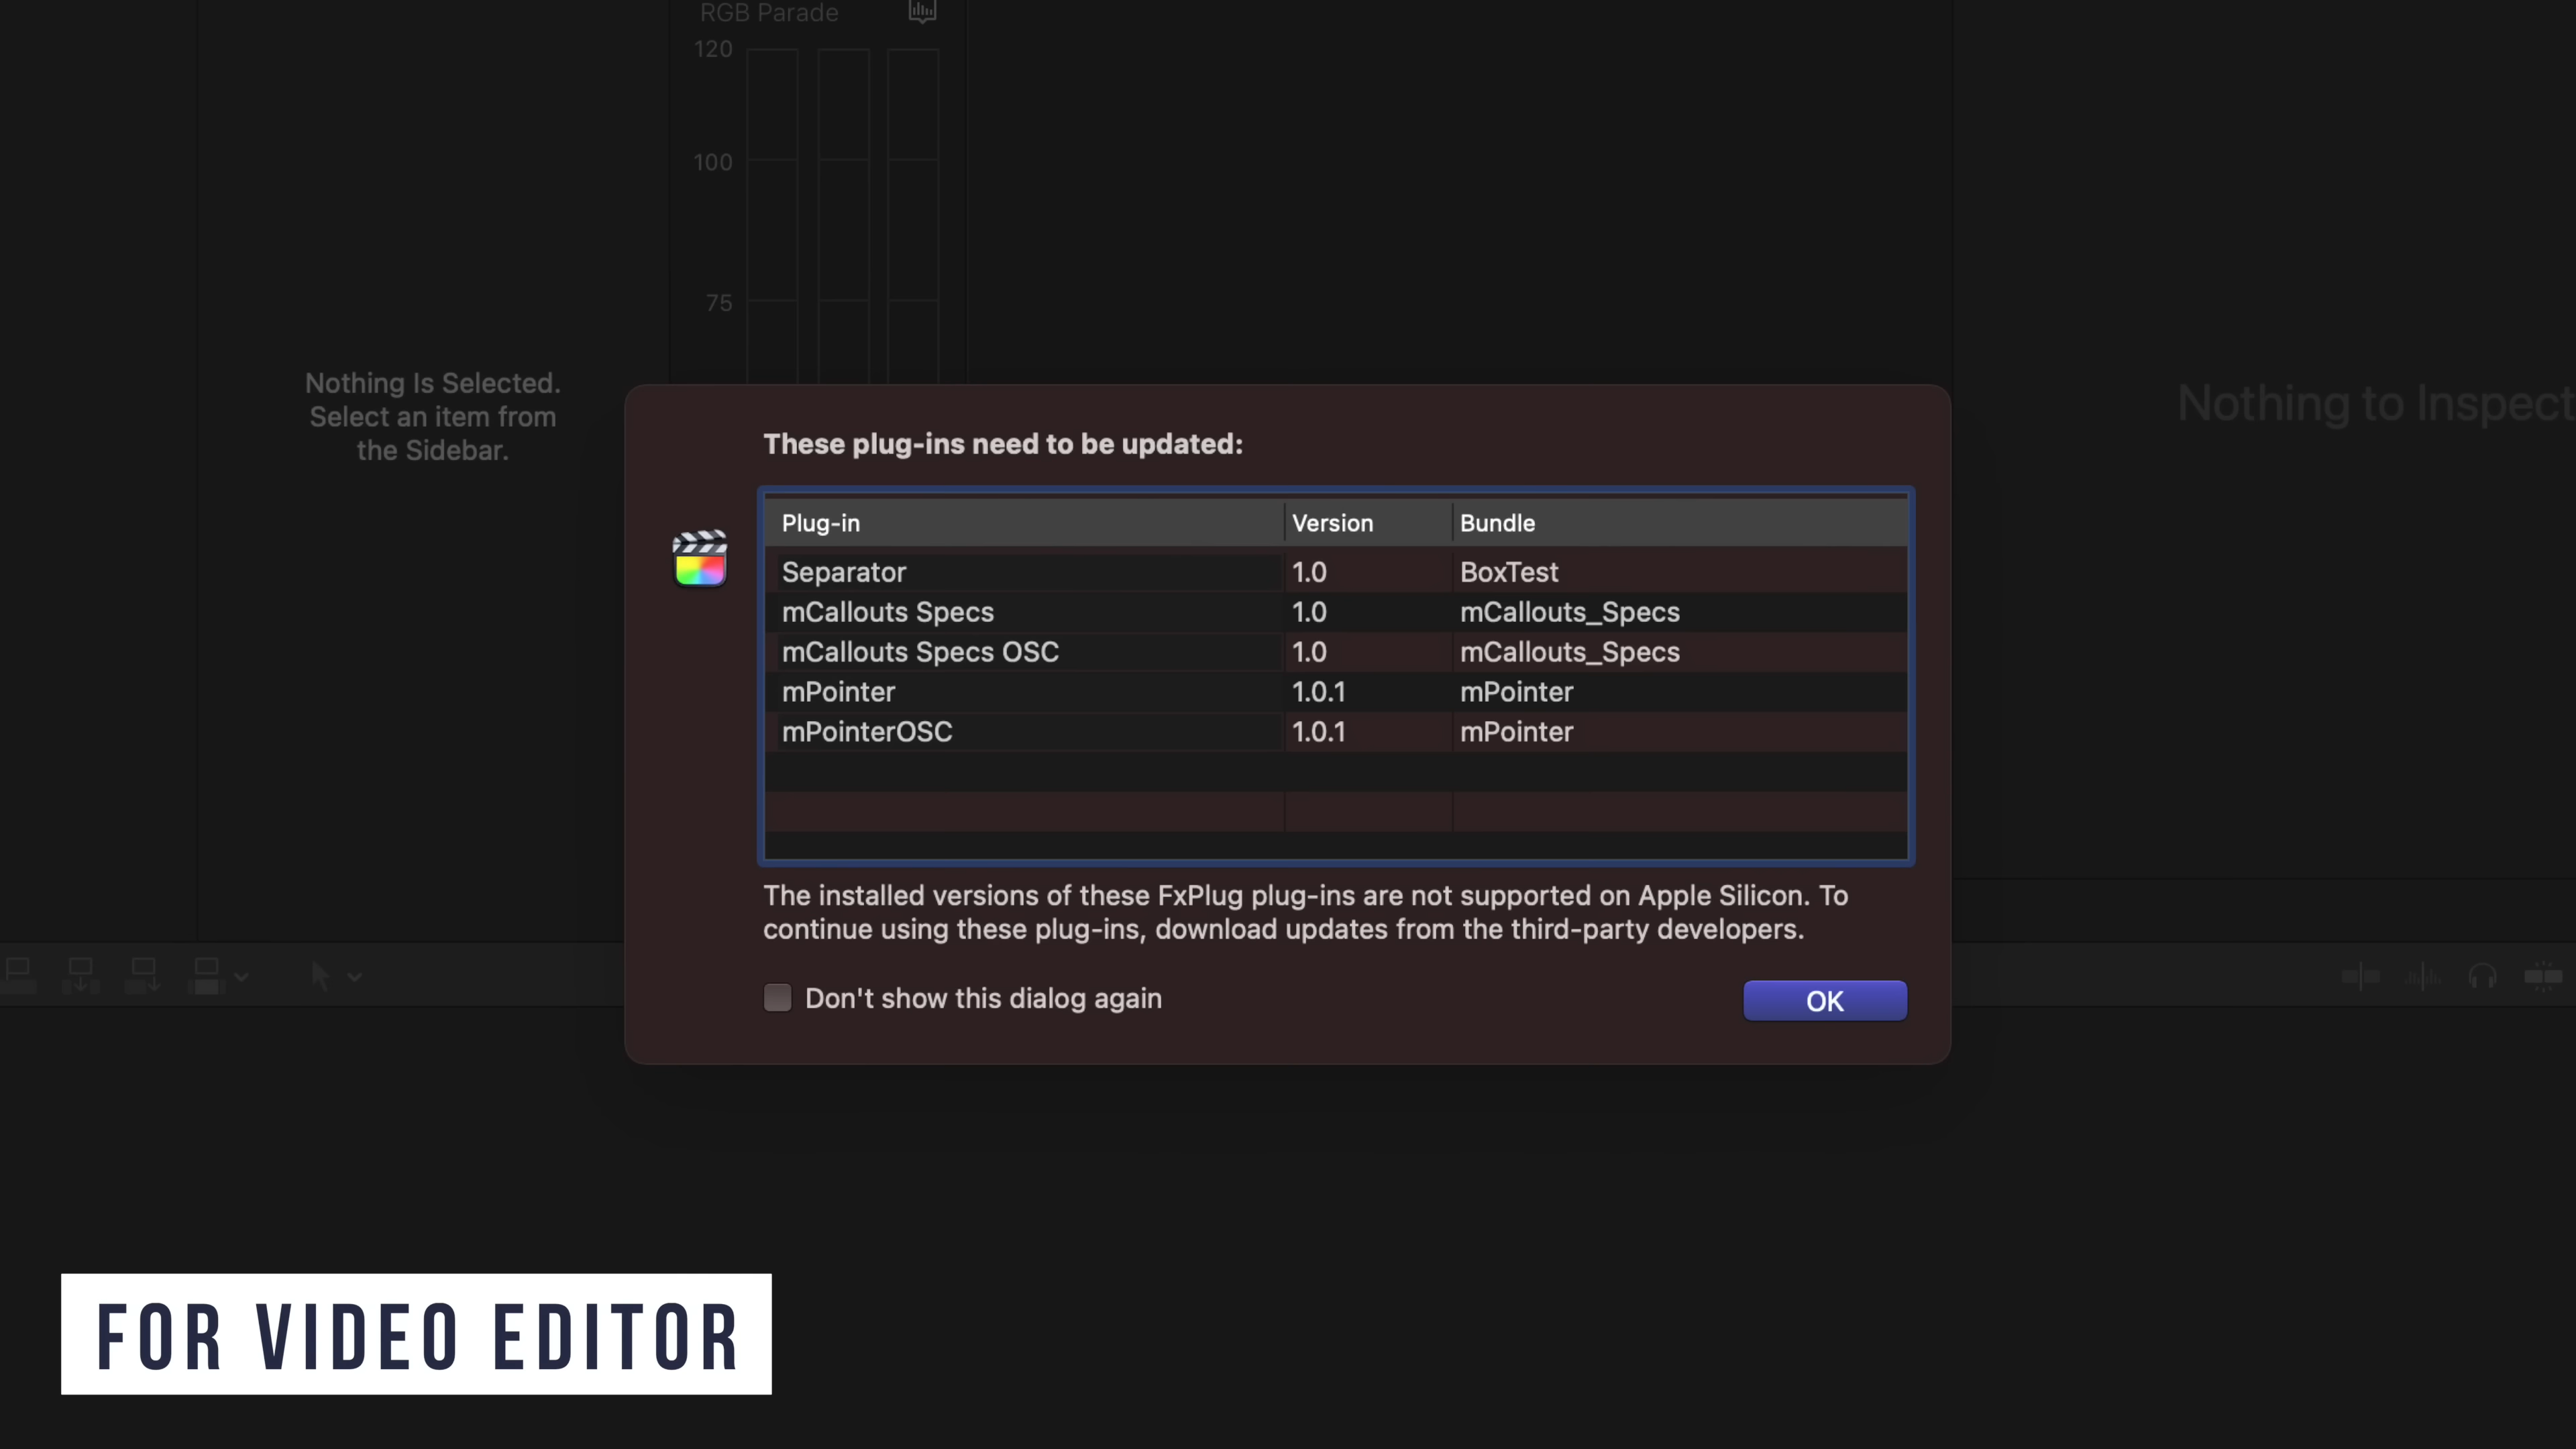 RGB Parade
120
100
75
Nothing Is Selected.
Select an item from
the Sidebar.
Nothing to Inspect
These plug-ins need to be updated:
Plug-in Version Bundle
Separator 1.0 BoxTest
mCallouts Specs 1.0 mCallouts_Specs
mCallouts Specs OSC 1.0 mCallouts_Specs
mPointer 1.0.1 mPointer
mPointerOSC 1.0.1 mPointer
The installed versions of these FxPlug plug-ins are not supported on Apple Silicon. To
continue using these plug-ins, download updates from the third-party developers.
Don't show this dialog again
OK
FOR VIDEO EDITOR